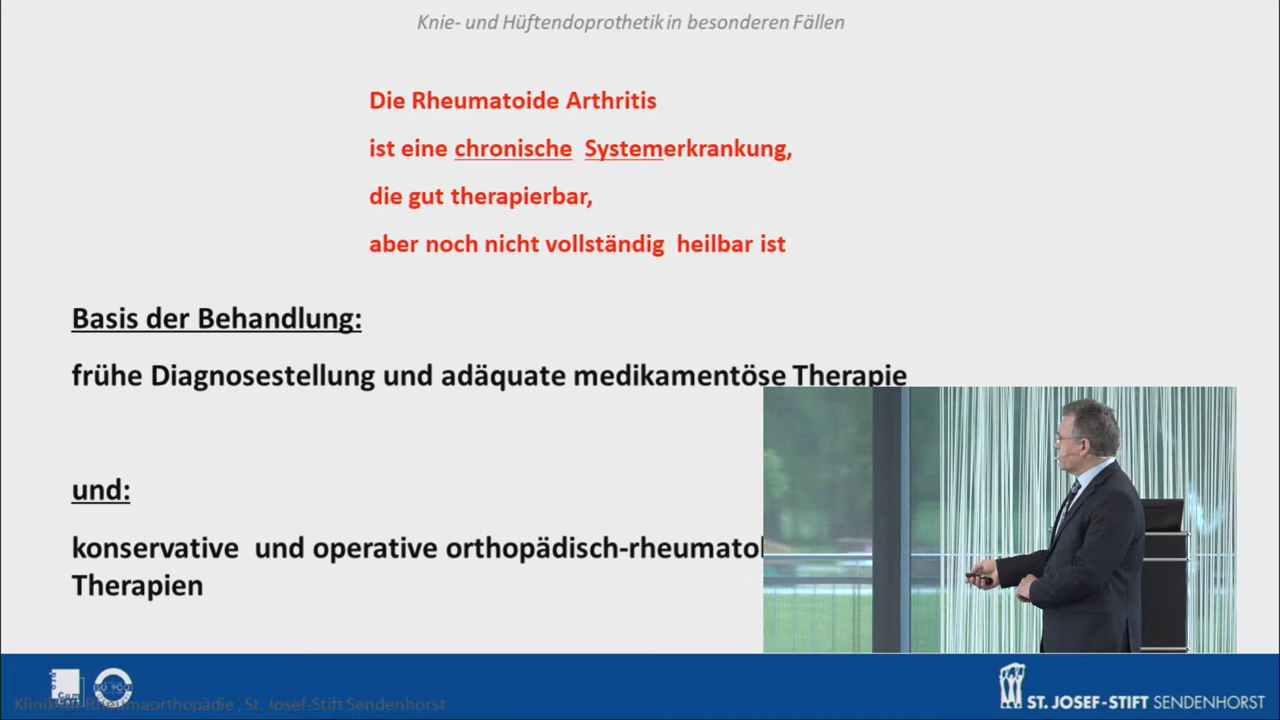 Knie- und Hüftendoprothetik in besonderen Fällen
Die Rheumatoide Arthritis
ist eine chronische Systemerkrankung,
die gut therapierbar,
aber noch nicht vollständig heilbar ist
Basis der Behandlung:
frühe Diagnosestellung und adäquate medikamentöse Therapie
und:
konservative und operative orthopädisch-rheumatol
Therapien
Klinik für Rheumaorthopädie , St. Josef-Stift Sendenhorst
ST. JOSEF-STIFT SENDENHORST